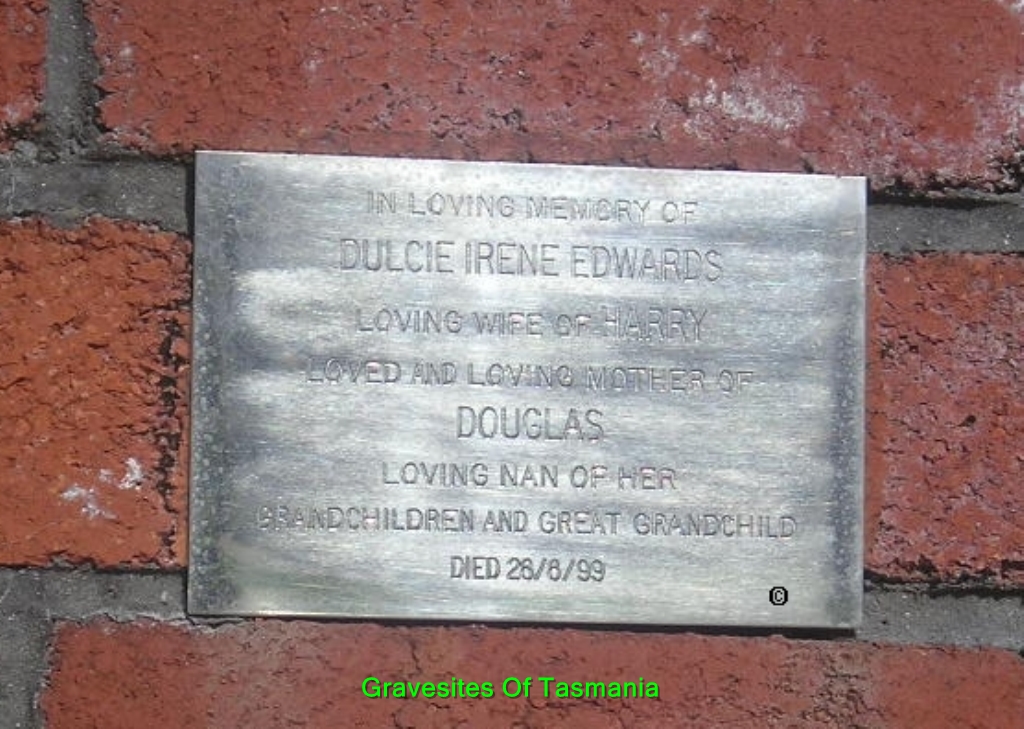 IN LOVING MEMORY OF
DULCIE IRENE EDWARDS
LOVING WIFE OF HARRY
LOVED AND LOVING MOTHER OF
DOUGLAS
LOVING NAN OF HER
GRANDCHILDREN AND GREAT GRANDCHILD
DIED 26/6/99
©
Gravesites Of Tasmania